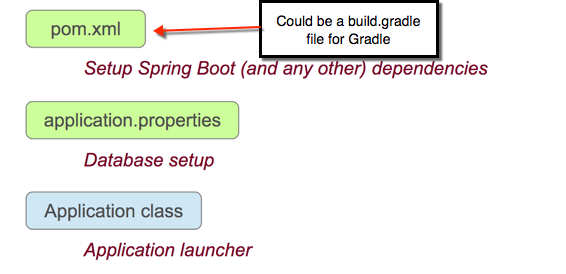 pom.xml
Could be a build.gradle
file for Gradle
Setup Spring Boot (and any other) dependencies
application.properties
Database setup
Application class
Application launcher